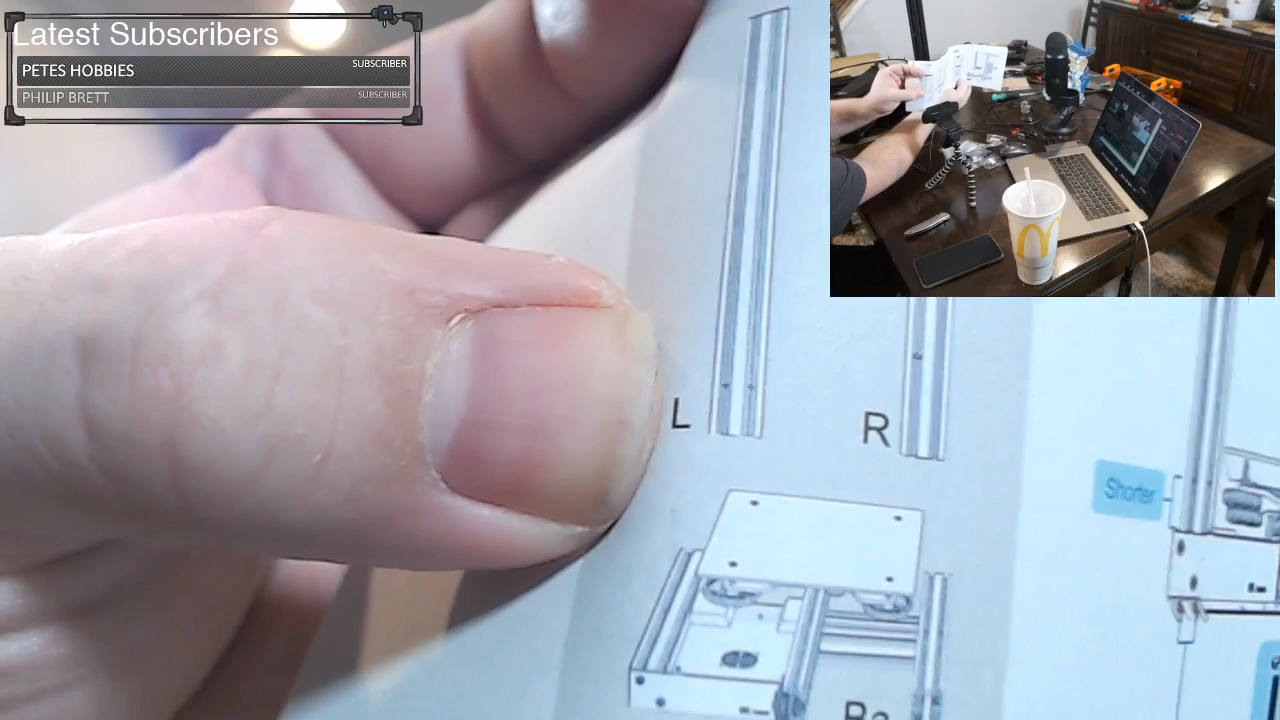 Latest Subscribers
PETES HOBBIES SUBSCRIBER
PHILIP BRETT SUBSCRIBER
L
R
Shorter